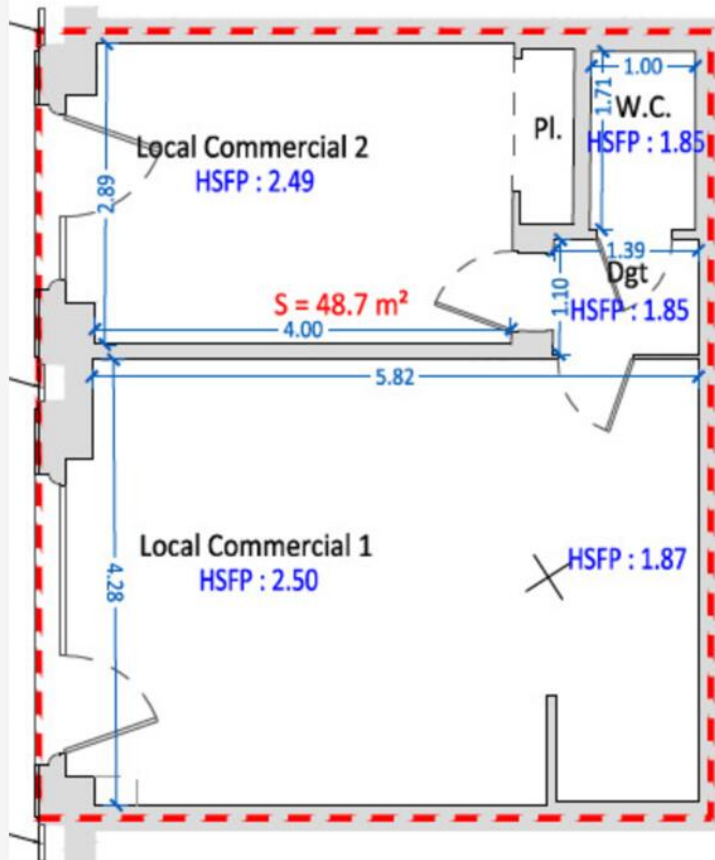 1.00
1.71
W.C.
HSFP : 1.85
Pl.
Local Commercial 2
HSFP : 2.49
2.89
1.39
Dgt
HSFP : 1.85
1.10
S = 48.7 m²
4.00
5.82
Local Commercial 1
HSFP : 2.50
HSFP : 1.87
4.28